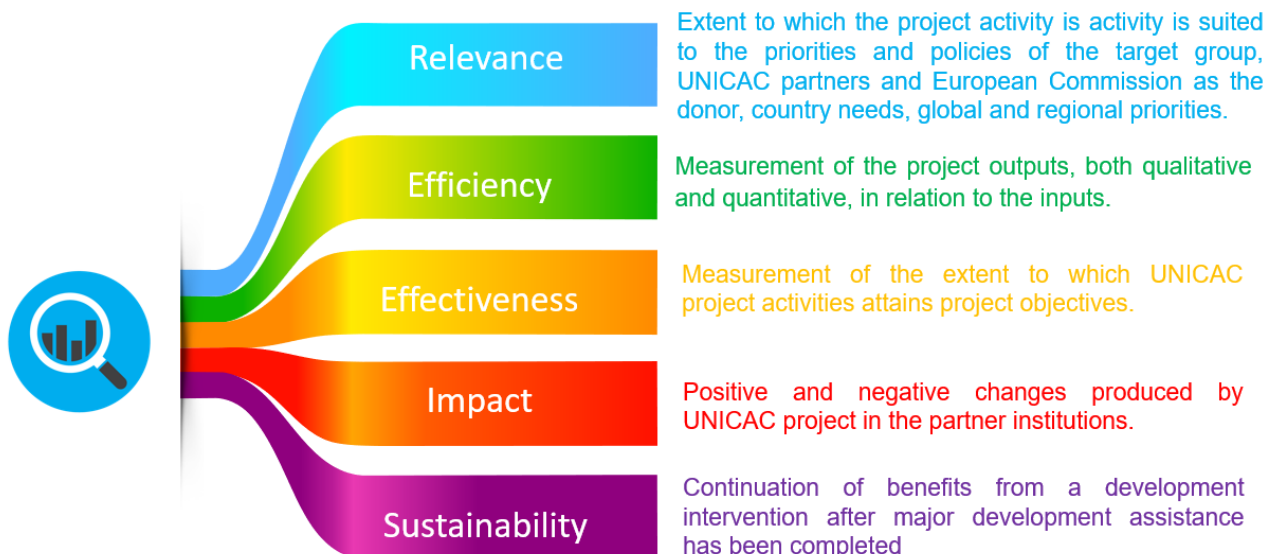 Relevance
Extent to which the project activity is activity is suited
to the priorities and policies of the target group,
UNICAC partners and European Commission as the
donor, country needs, global and regional priorities.
Efficiency
Measurement of the project outputs, both qualitative
and quantitative, in relation to the inputs.
Effectiveness
Measurement of the extent to which UNICAC
project activities attains project objectives.
Impact
Positive and negative changes produced by
UNICAC project in the partner institutions.
Sustainability
Continuation of benefits from a development
intervention after major development assistance
has been completed